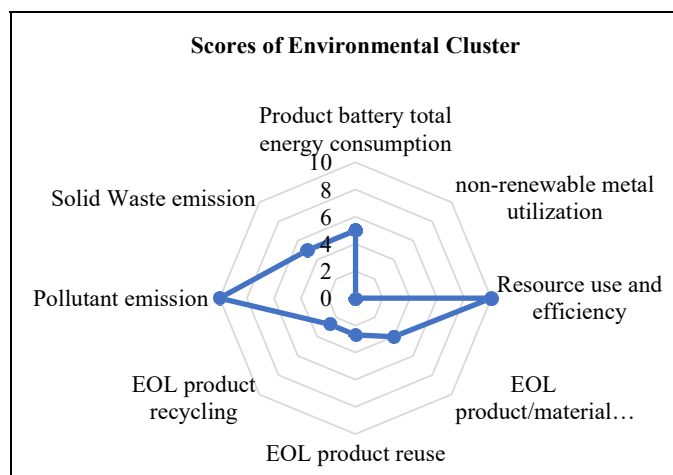 Scores of Environmental Cluster
Product battery total
energy consumption
non-renewable metal
utilization
Resource use and
efficiency
EOL
product/material…
EOL product reuse
EOL product
recycling
Pollutant emission
Solid Waste emission
10
8
6
4
2
0